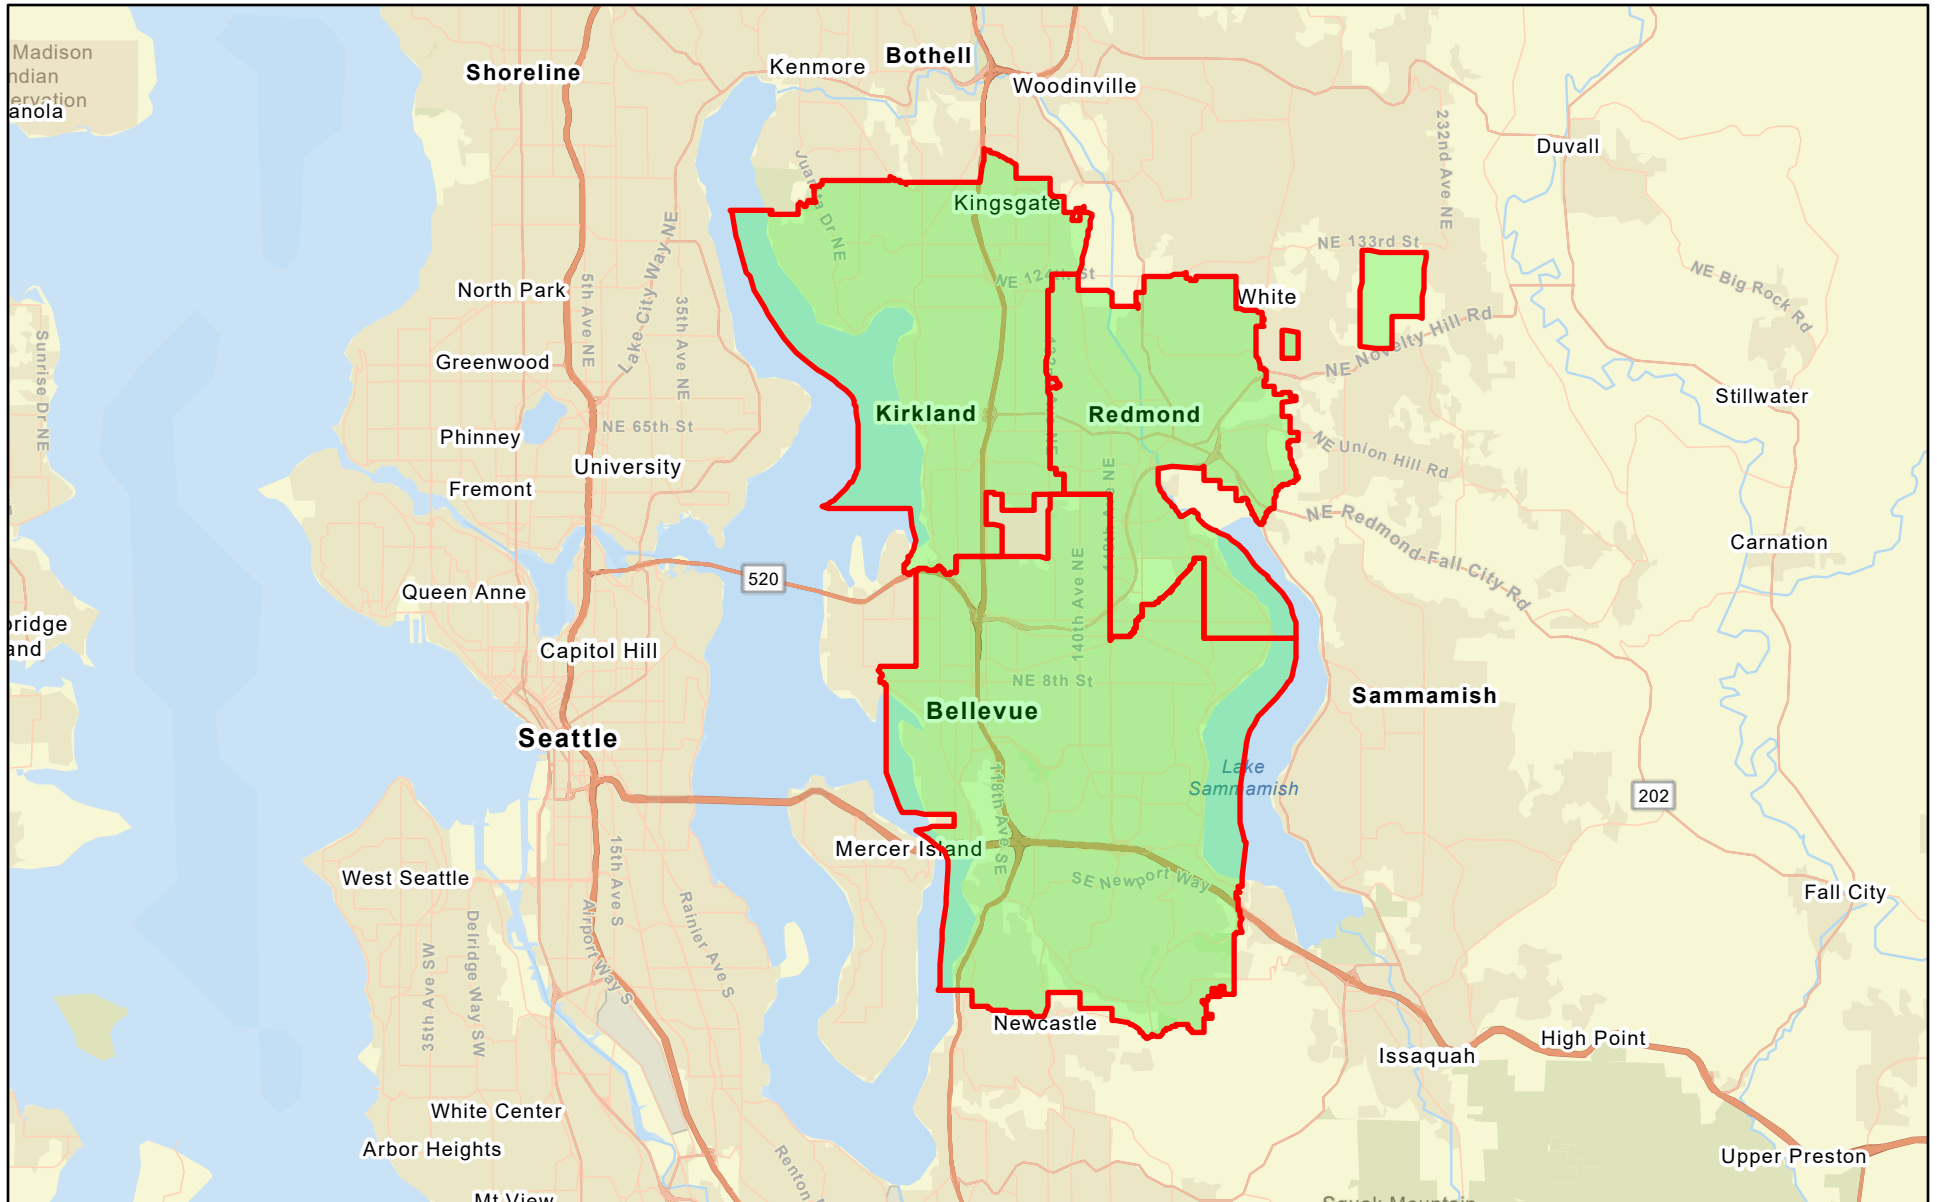 Madison
ndian
ervation
anola
Shoreline
Kenmore
Bothell
Woodinville
Duvall
232nd Ave NE
Juanita Dr NE
Kingsgate
NE 133rd St
NE 124th St
White
NE Big Rock Rd
NE Novelty Hill Rd
North Park
5th Ave NE
Lake City Way NE
35th Ave NE
Sunrise Dr NE
Greenwood
Stillwater
Kirkland
Redmond
NE 65th St
Phinney
University
NE Union Hill Rd
Fremont
NE Redmond-Fall City Rd
Carnation
148th Ave NE
140th Ave NE
520
Queen Anne
bridge
and
Capitol Hill
NE 8th St
Sammamish
Bellevue
Seattle
Lake
Sammamish
202
118th Ave SE
Mercer Island
West Seattle
SE Newport Way
Fall City
15th Ave S
Rainier Ave S
Airport Way S
Delridge Way SW
35th Ave SW
Newcastle
High Point
Issaquah
White Center
Arbor Heights
Upper Preston
Renton
Mt View
Squak Mountain